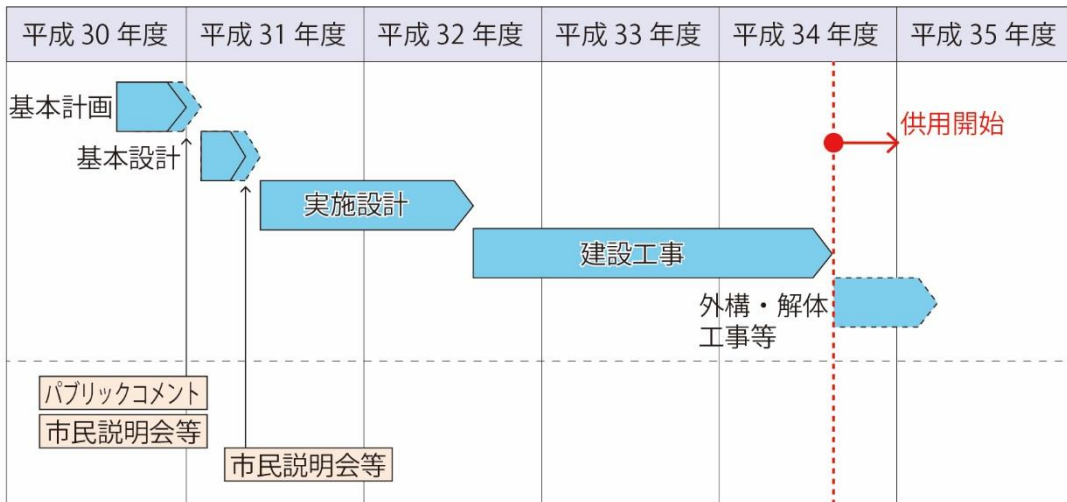 平成 30 年度
平成 31 年度
平成 32 年度
平成 33 年度
平成 34 年度
平成 35 年度
基本計画
供用開始
基本設計
実施設計
建設工事
外構・解体
工事等
パブリックコメント
市民説明会等
市民説明会等